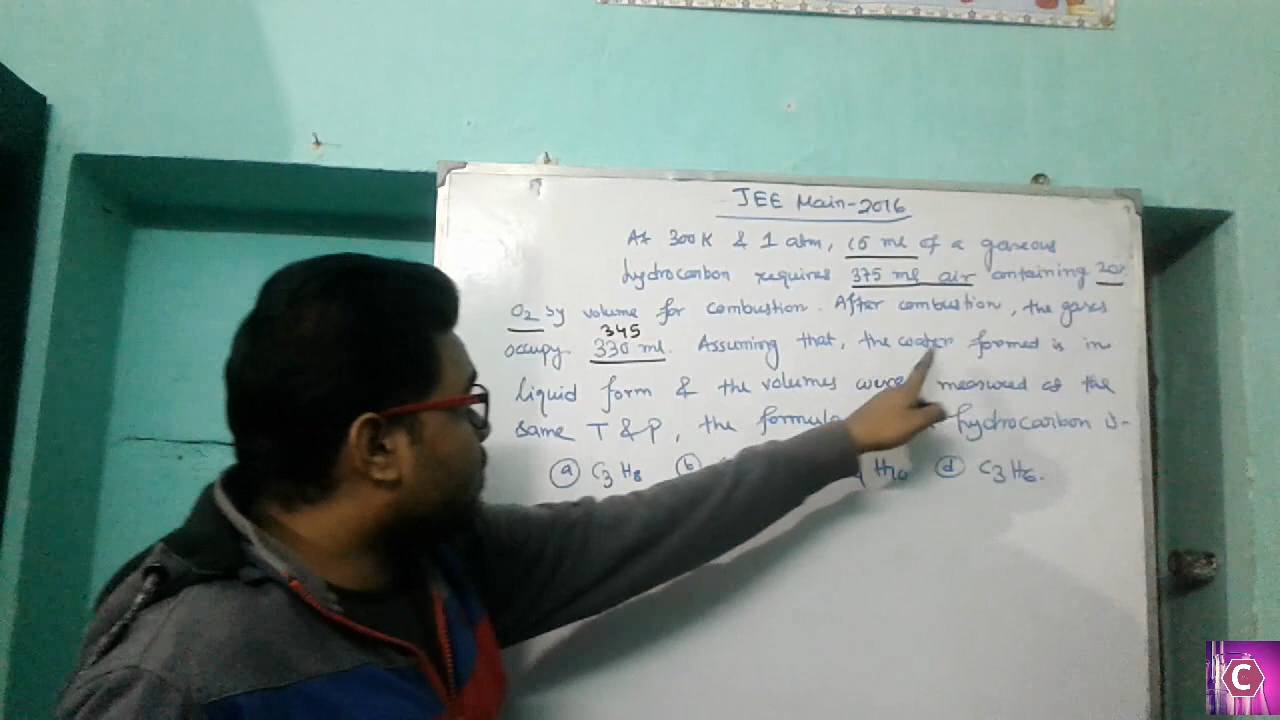 JEE Main-2016
At 300K & 1 atm, 15 ml of a gaseous
hydrocarbon requires 375 ml air containing 20%
O2 by volume for combustion. After combustion, the gases
345
occupy 330 ml. Assuming that, the water formed is in
liquid form & the volumes were measured at the
same T & P, the formula hydrocarbon is-
(a) C3H8 (b) H10 (d) C3H6.
C